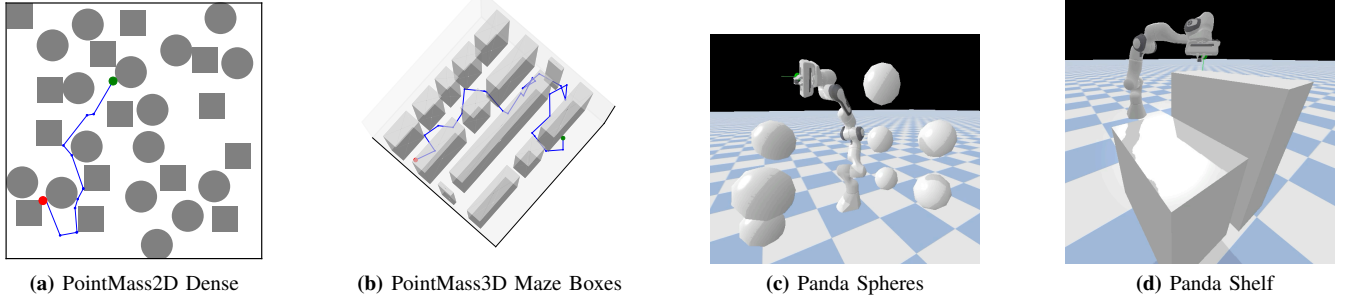 (a) PointMass2D Dense
(b) PointMass3D Maze Boxes
(c) Panda Spheres
(d) Panda Shelf